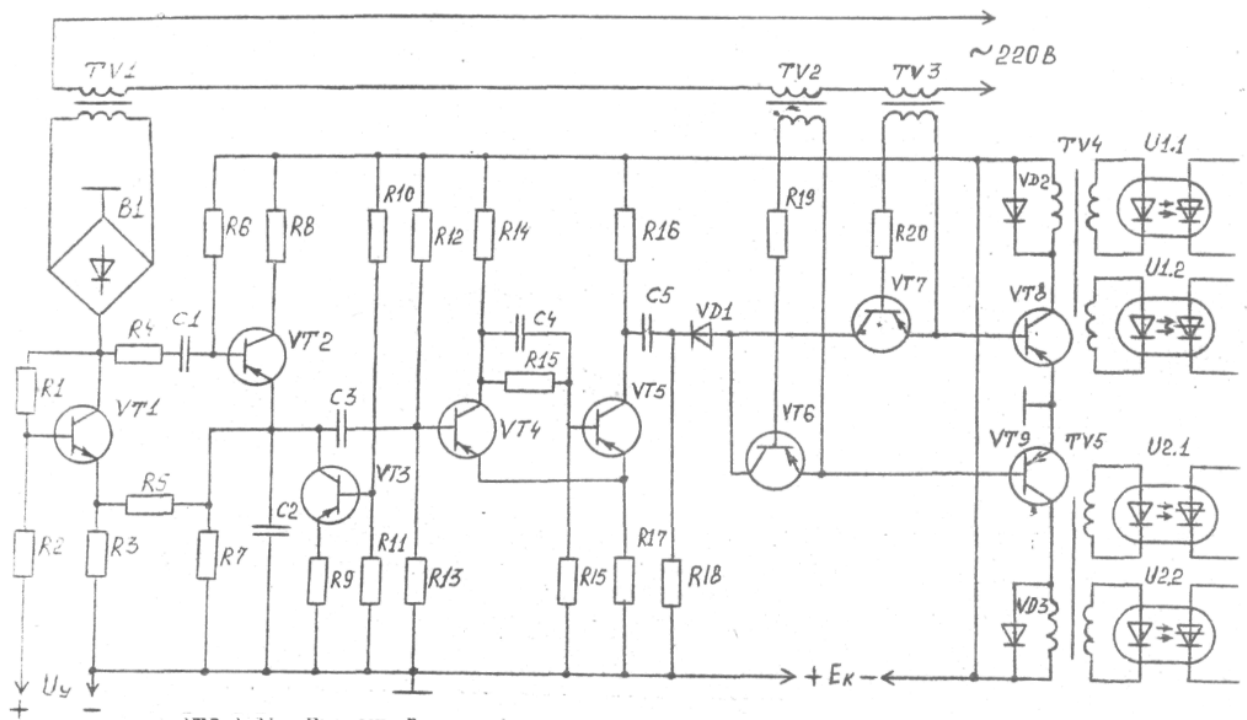 ~220В
TV1
TV2
TV3
TV4
U1.1
В1
R6
R8
R10
R12
R14
R16
R19
R20
VD2
U1.2
R4
C1
VT2
C4
C5
VD1
VT7
VT8
R1
VT1
C3
R15
VT4
VT5
VT6
VT9
TV5
U2.1
R5
VT3
C2
R2
R3
R7
R9
R11
R13
R15
R17
R18
VD3
U2.2
Uу
+ −
+ Eк −